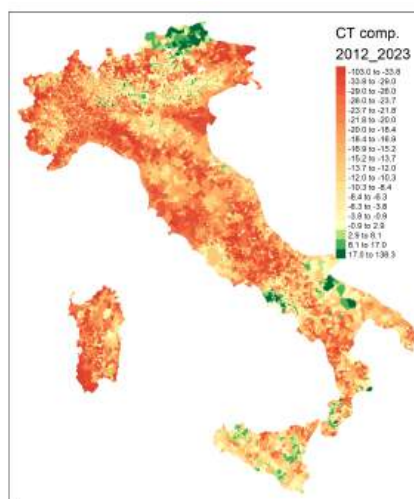 CT comp.
2012_2023
-103.0 to -33.8
-33.8 to -29.0
-29.0 to -26.0
-26.0 to -23.7
-23.7 to -21.8
-21.8 to -20.0
-20.0 to -18.4
-18.4 to -16.9
-16.9 to -15.2
-15.2 to -13.7
-13.7 to -12.0
-12.0 to -10.3
-10.3 to -8.4
-8.4 to -6.3
-6.3 to -3.8
-3.8 to -0.9
-0.9 to 2.9
2.9 to 8.1
8.1 to 17.0
17.0 to 138.3